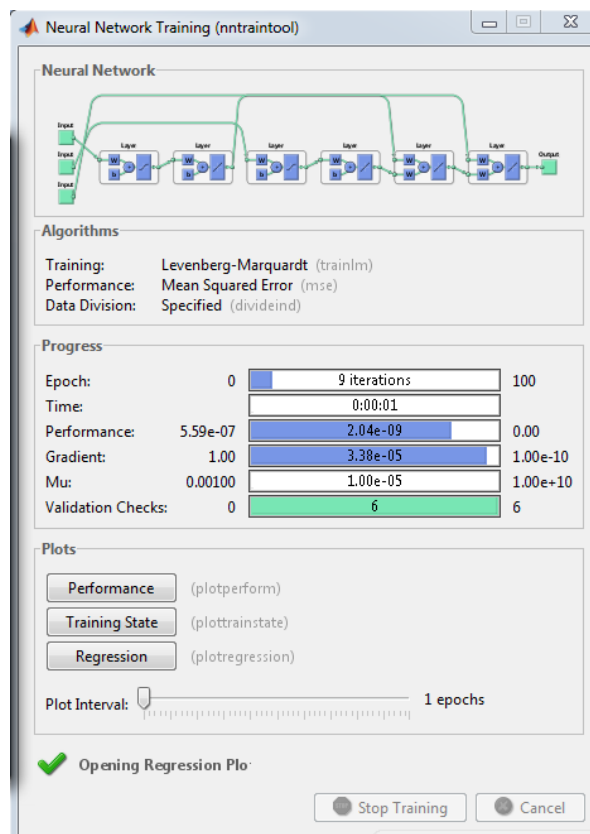 Neural Network Training (nntraintool)
Neural Network
Input
Input
Input
Layer
Layer
Layer
Layer
Layer
Layer
Output
W
b
W
b
W
b
W
b
W
W
W
W
Algorithms
Training: Levenberg-Marquardt (trainlm)
Performance: Mean Squared Error (mse)
Data Division: Specified (divideind)
Progress
Epoch: 0 9 iterations 100
Time: 0:00:01
Performance: 5.59e-07 2.04e-09 0.00
Gradient: 1.00 3.38e-05 1.00e-10
Mu: 0.00100 1.00e-05 1.00e+10
Validation Checks: 0 6 6
Plots
Performance (plotperform)
Training State (plottrainstate)
Regression (plotregression)
Plot Interval: 1 epochs
Opening Regression Plo
Stop Training Cancel